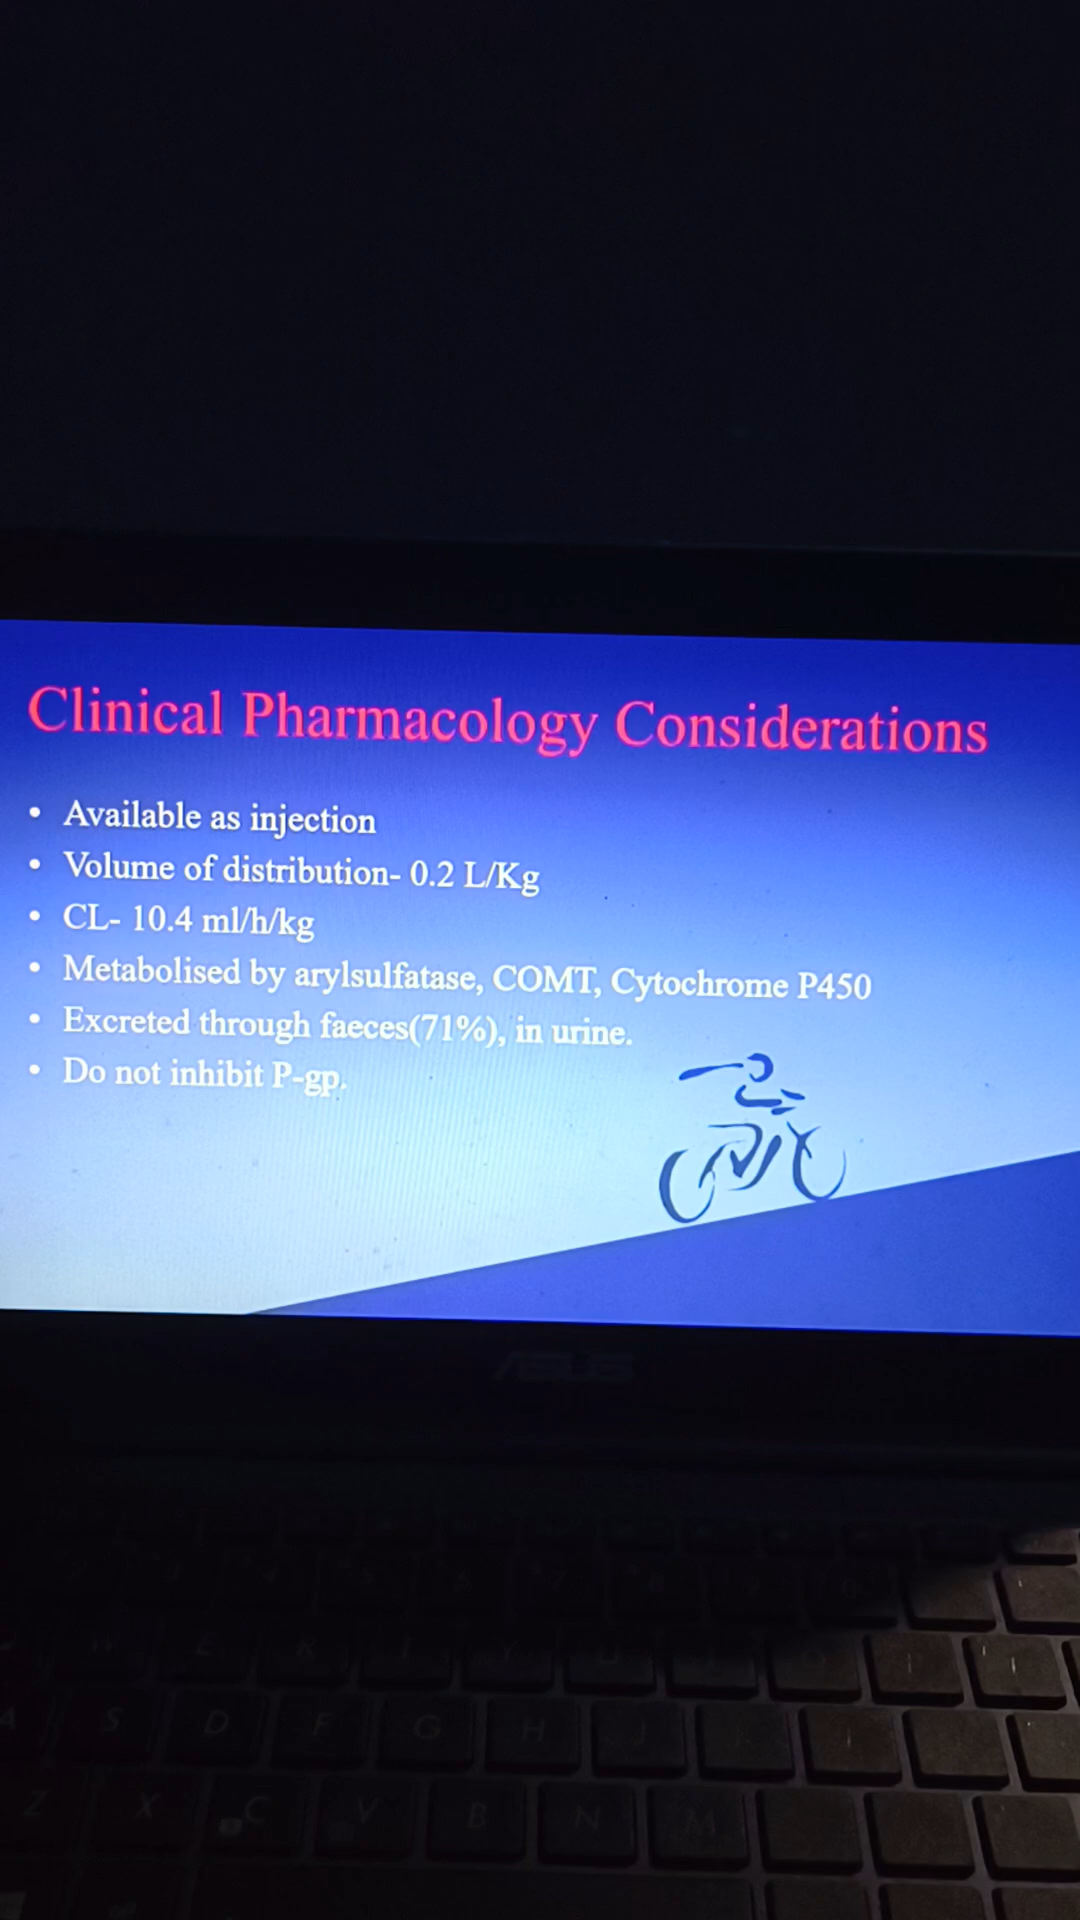 Clinical Pharmacology Considerations
• Available as injection
• Volume of distribution- 0.2 L/Kg
• CL- 10.4 ml/h/kg
• Metabolised by arylsulfatase, COMT, Cytochrome P450
• Excreted through faeces(71%), in urine.
• Do not inhibit P-gp.
ASUS
S D F G H J
Z X C V B N M